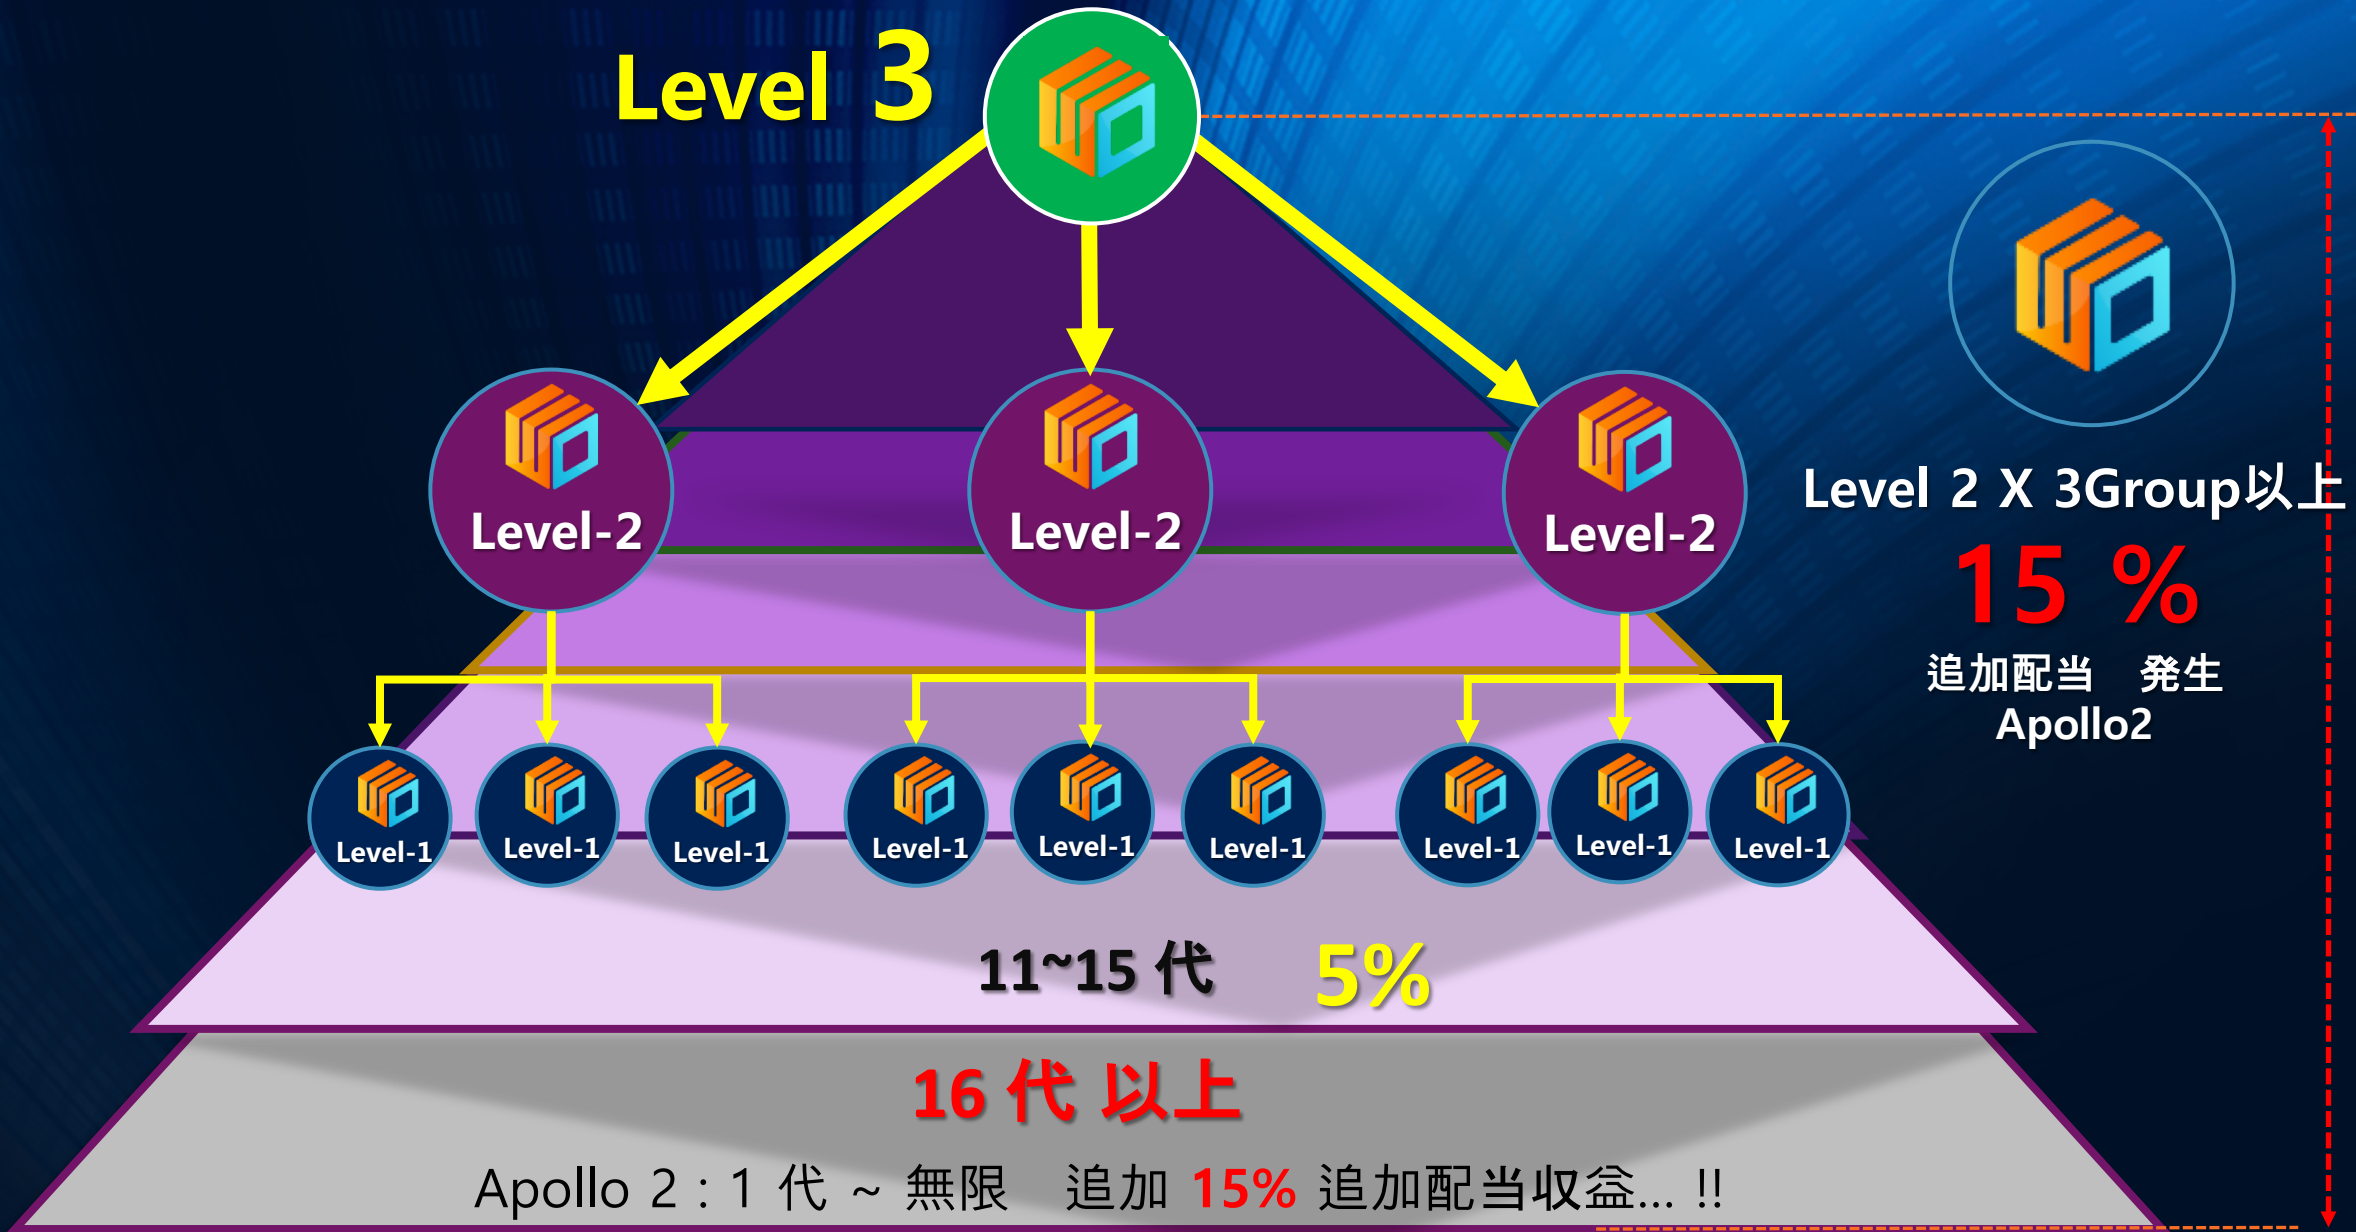 Level 3
Level 2 X 3Group以上
15 %
追加配当 発生
Apollo2
Level-2
Level-2
Level-2
Level-1
Level-1
Level-1
Level-1
Level-1
Level-1
Level-1
Level-1
Level-1
11~15 代 5%
16 代 以上
Apollo 2 : 1 代 ~ 無限 追加 15% 追加配当収益... !!